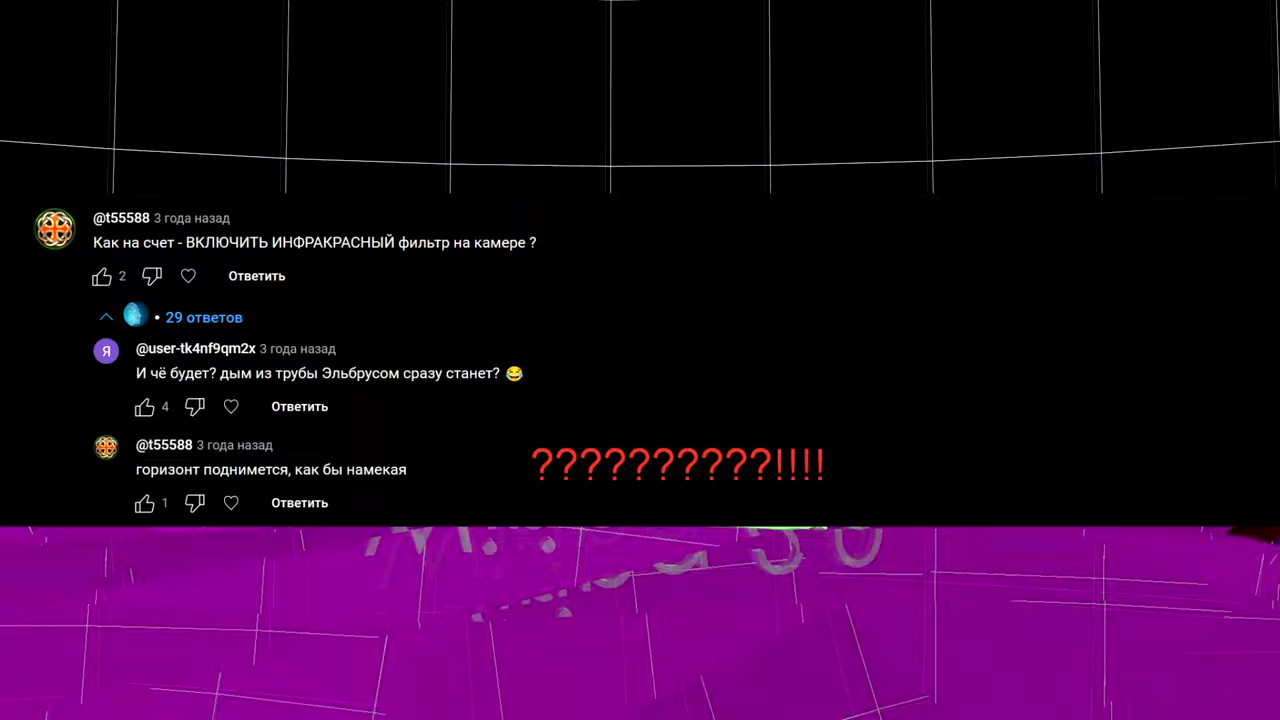 @t55588 3 года назад
Как на счет - ВКЛЮЧИТЬ ИНФРАКРАСНЫЙ фильтр на камере ?
2 Ответить
• 29 ответов
Я @user-tk4nf9qm2x 3 года назад
И чё будет? дым из трубы Эльбрусом сразу станет? 😂
4 Ответить
@t55588 3 года назад
горизонт поднимется, как бы намекая
??????????!!!!
1 Ответить